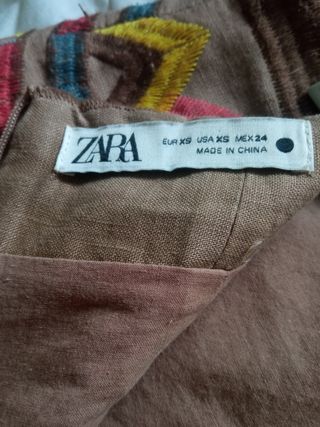 ZARA
EUR XS USA XS MEX 24
MADE IN CHINA